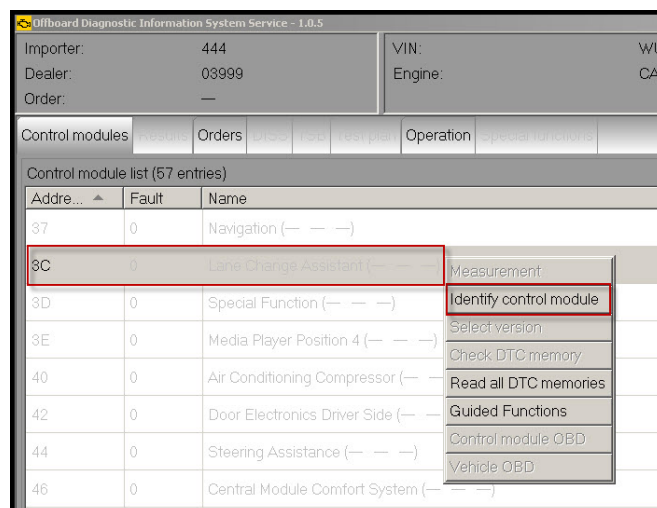 Offboard Diagnostic Information System Service - 1.0.5
Importer: 444 VIN: WU
Dealer: 03999 Engine: CA
Order: —
Control modules Results Orders DISS TSB Test plan Operation Special functions
Control module list (57 entries)
Addre... Fault Name
37 0 Navigation (— — —)
3C 0 Lane Change Assistant (— — —)
Measurement
Identify control module
3D 0 Special Function (— — —)
Select version
3E 0 Media Player Position 4 (— — —)
Check DTC memory
40 0 Air Conditioning Compressor (— —
Read all DTC memories
42 0 Door Electronics Driver Side (— —
Guided Functions
44 0 Steering Assistance (— — —)
Control module OBD
Vehicle OBD
46 0 Central Module Comfort System (— — —)